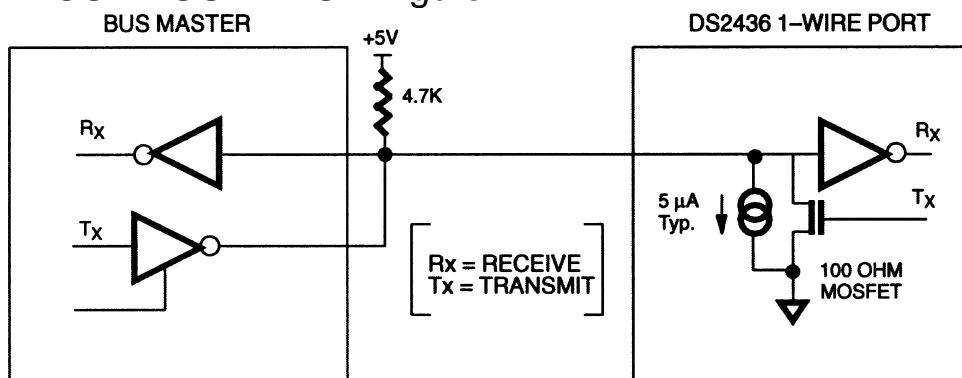 BUS MASTER
DS2436 1–WIRE PORT
+5V
4.7K
RX
RX
TX
TX
5 µA
Typ.
Rx = RECEIVE
Tx = TRANSMIT
100 OHM
MOSFET